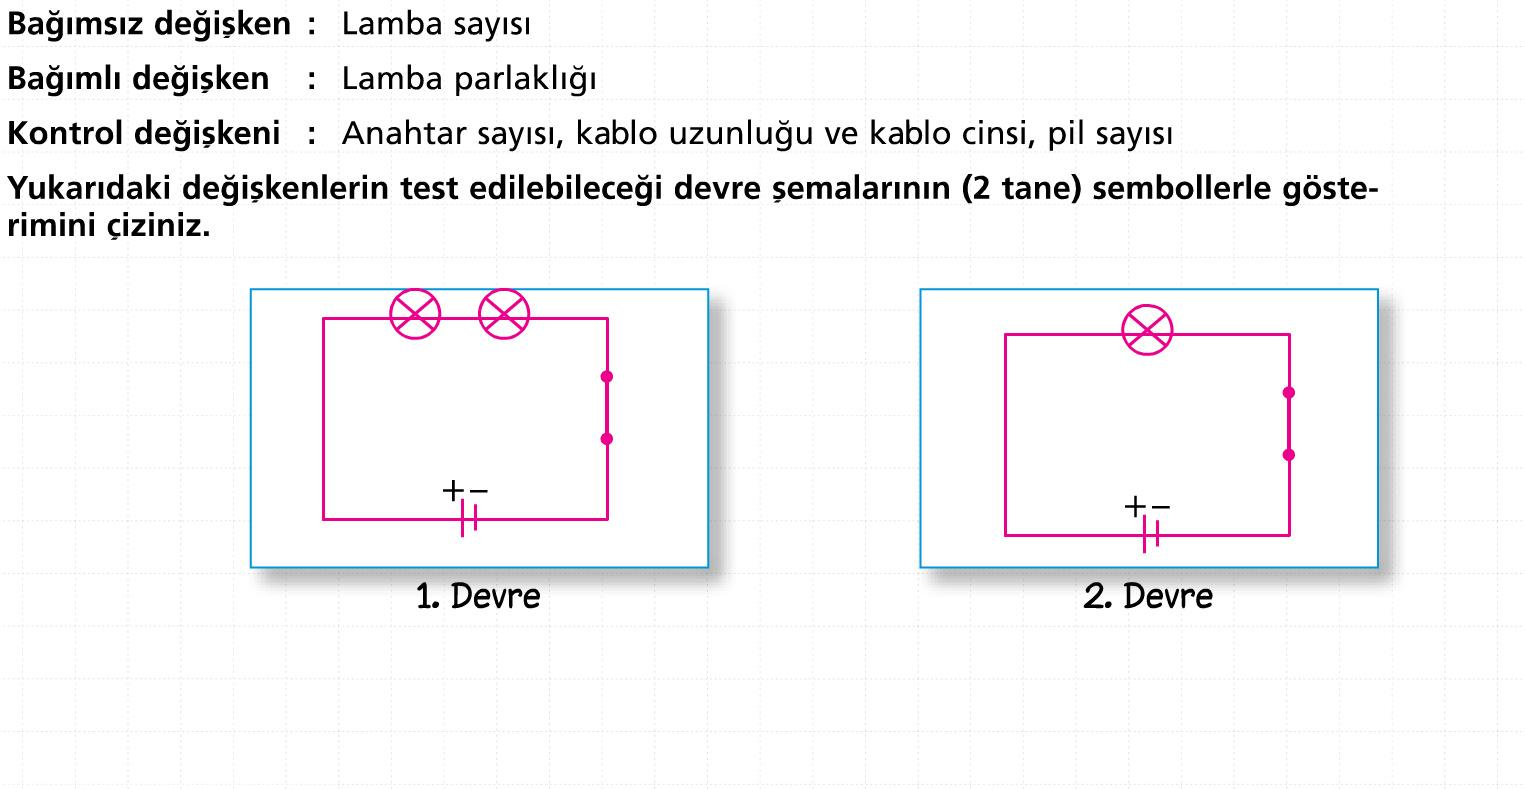 Bağımsız değişken : Lamba sayısı
Bağımlı değişken : Lamba parlaklığı
Kontrol değişkeni : Anahtar sayısı, kablo uzunluğu ve kablo cinsi, pil sayısı
Yukarıdaki değişkenlerin test edilebileceği devre şemalarının (2 tane) sembollerle göste-
rimini çiziniz.
+ −
+ −
1. Devre
2. Devre